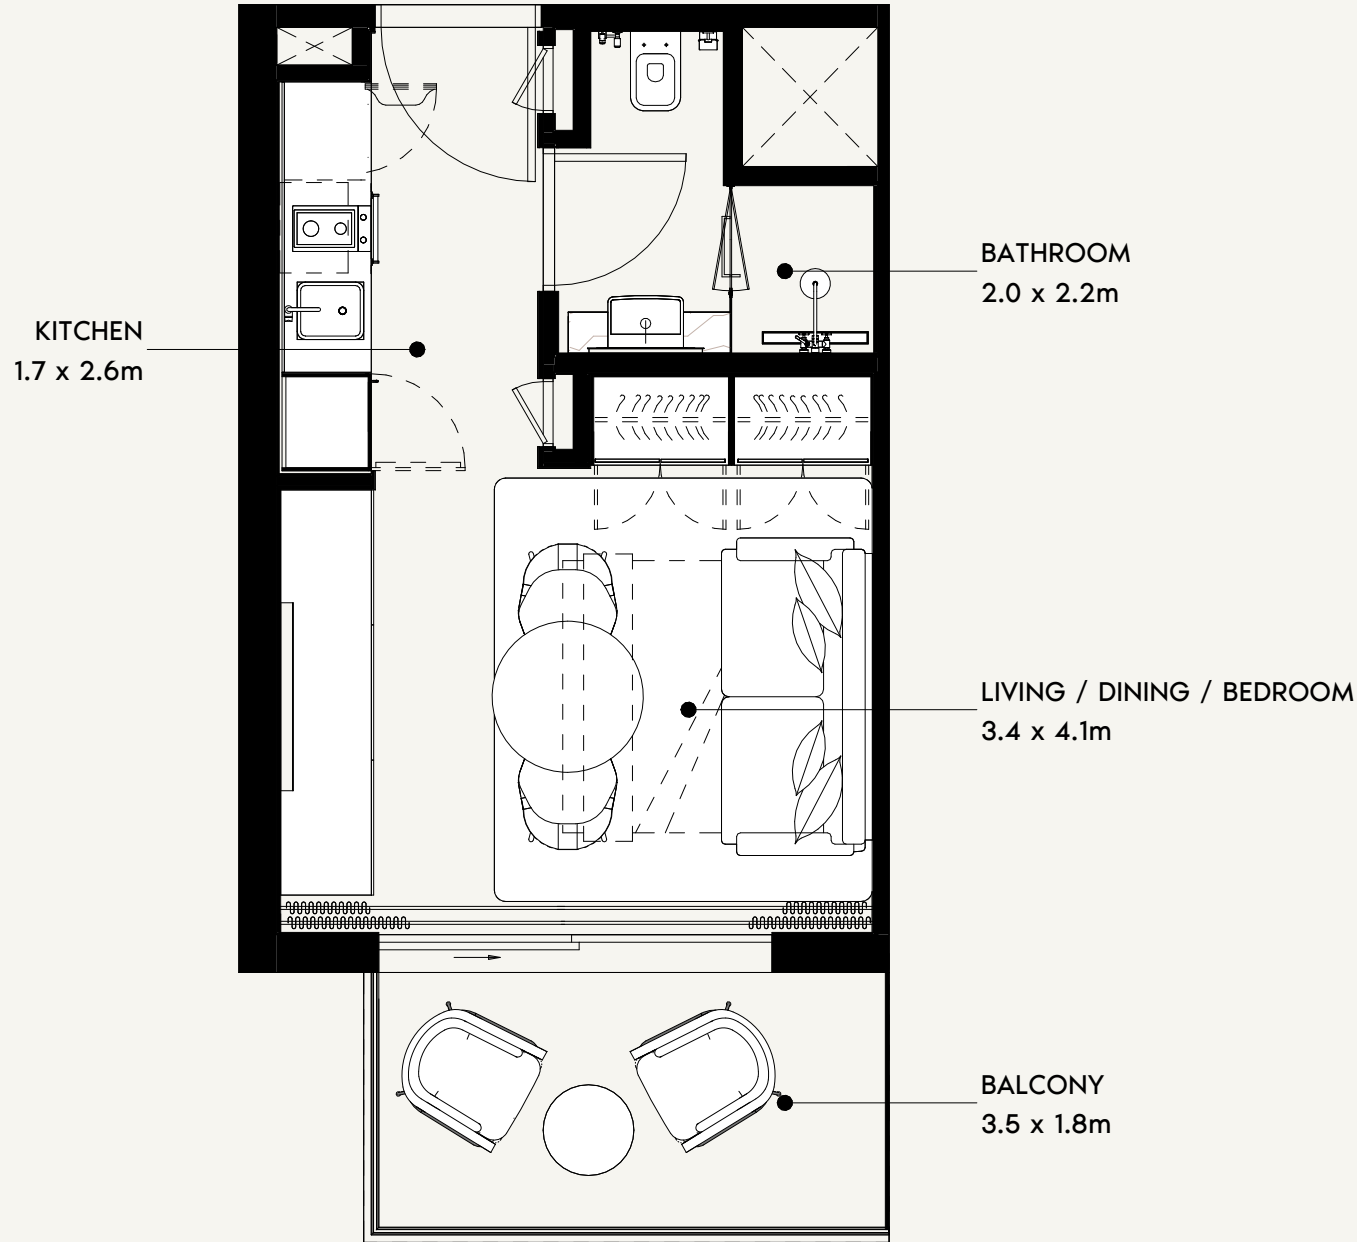 BATHROOM
2.0 x 2.2m
KITCHEN
1.7 x 2.6m
LIVING / DINING / BEDROOM
3.4 x 4.1m
BALCONY
3.5 x 1.8m